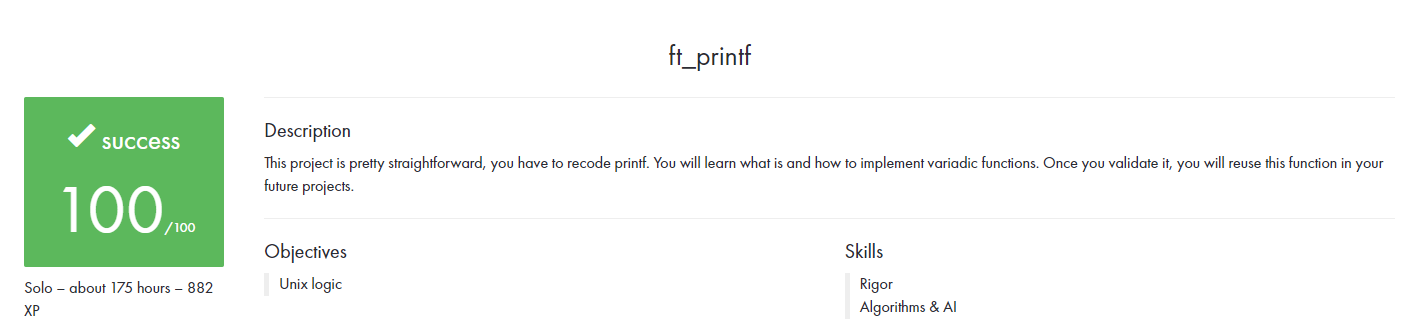 ft_printf
success
100/100
Solo – about 175 hours – 882
XP
Description
This project is pretty straightforward, you have to recode printf. You will learn what is and how to implement variadic functions. Once you validate it, you will reuse this function in your
future projects.
Objectives
Unix logic
Skills
Rigor
Algorithms & AI